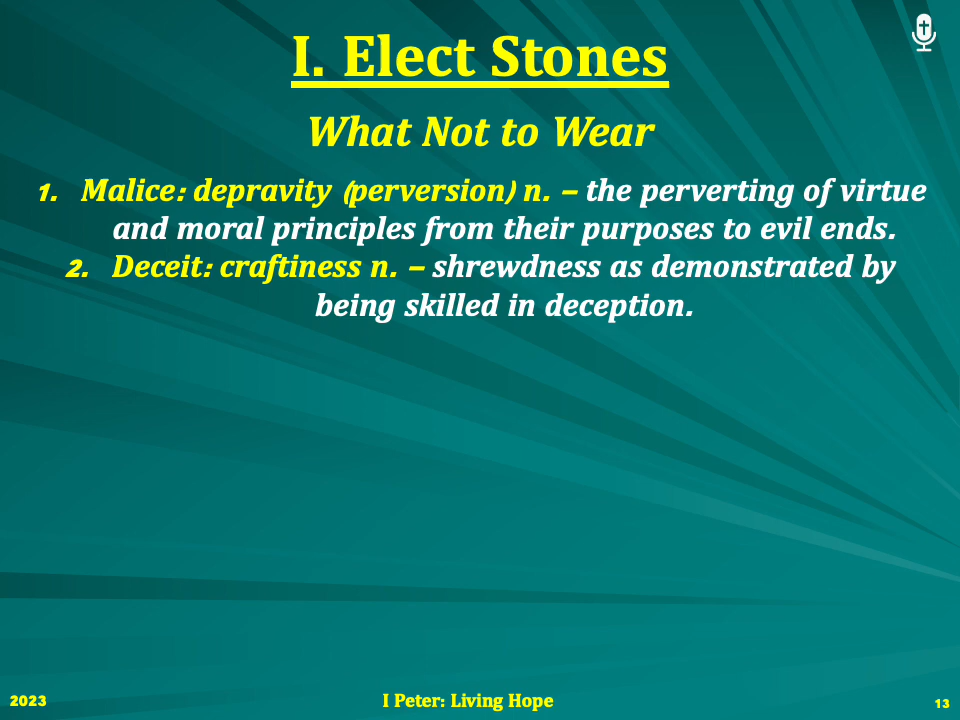 I. Elect Stones
What Not to Wear
1. Malice: depravity (perversion) n. – the perverting of virtue
and moral principles from their purposes to evil ends.
2. Deceit: craftiness n. – shrewdness as demonstrated by
being skilled in deception.
2023
I Peter: Living Hope
13